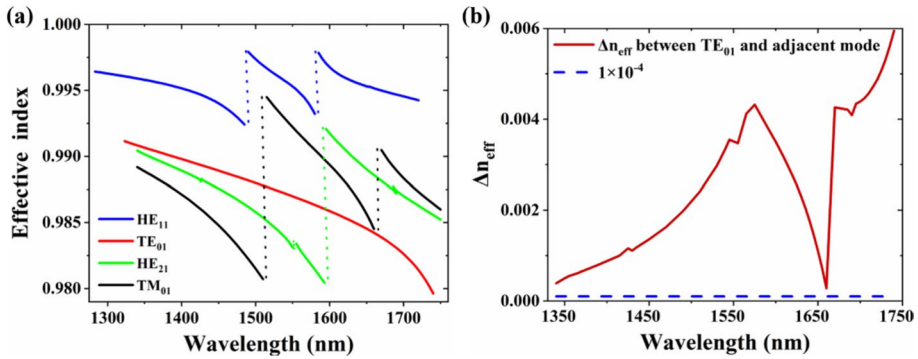 (a)
1.000
0.995
0.990
0.985
0.980
Effective index
HE₁₁
TE₀₁
HE₂₁
TM₀₁
1300 1400 1500 1600 1700
Wavelength (nm)
(b)
0.006
0.004
0.002
0.000
Δn_eff
Δn_eff between TE₀₁ and adjacent mode
1×10⁻⁴
1350 1450 1550 1650 1750
Wavelength (nm)